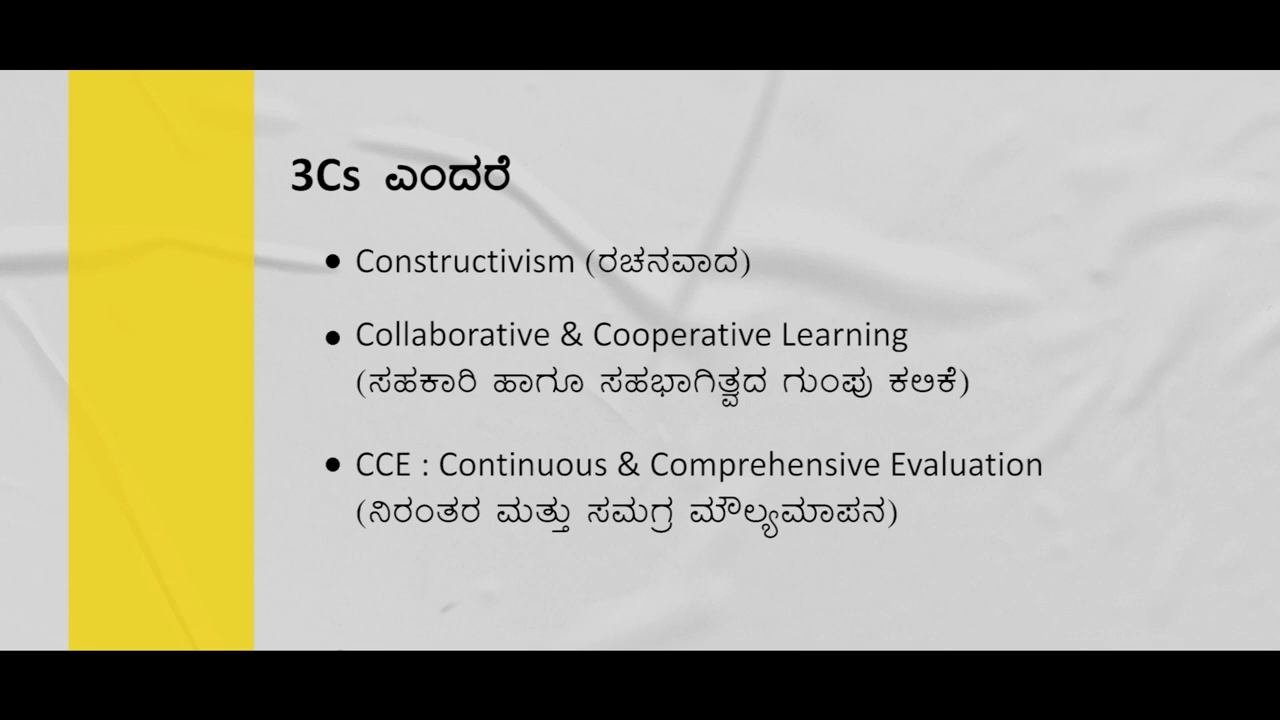 3Cs ಎಂದರೆ
• Constructivism (ರಚನವಾದ)
• Collaborative & Cooperative Learning
(ಸಹಕಾರಿ ಹಾಗೂ ಸಹಭಾಗಿತ್ವದ ಗುಂಪು ಕಲಿಕೆ)
• CCE : Continuous & Comprehensive Evaluation
(ನಿರಂತರ ಮತ್ತು ಸಮಗ್ರ ಮೌಲ್ಯಮಾಪನ)